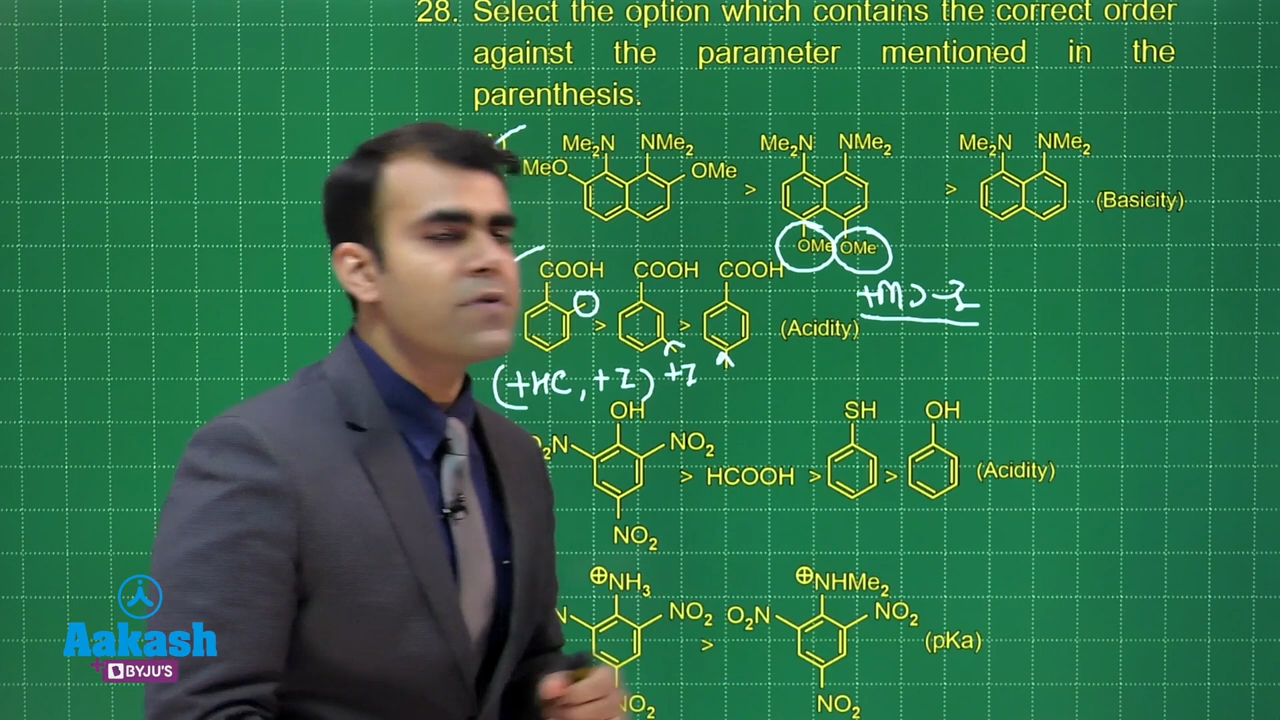 28. Select the option which contains the correct order
against the parameter mentioned in the
parenthesis.
Me₂N NMe₂ Me₂N NMe₂ Me₂N NMe₂
MeO OMe > > (Basicity)
OMe OMe
COOH COOH COOH
+M > -I
> > (Acidity)
(+HC, +I) +I
OH SH OH
O₂N NO₂ > HCOOH > > (Acidity)
NO₂
⊕NH₃ ⊕NHMe₂
N NO₂ > O₂N NO₂ (pKa)
NO₂ NO₂
Aakash
+ BYJU'S